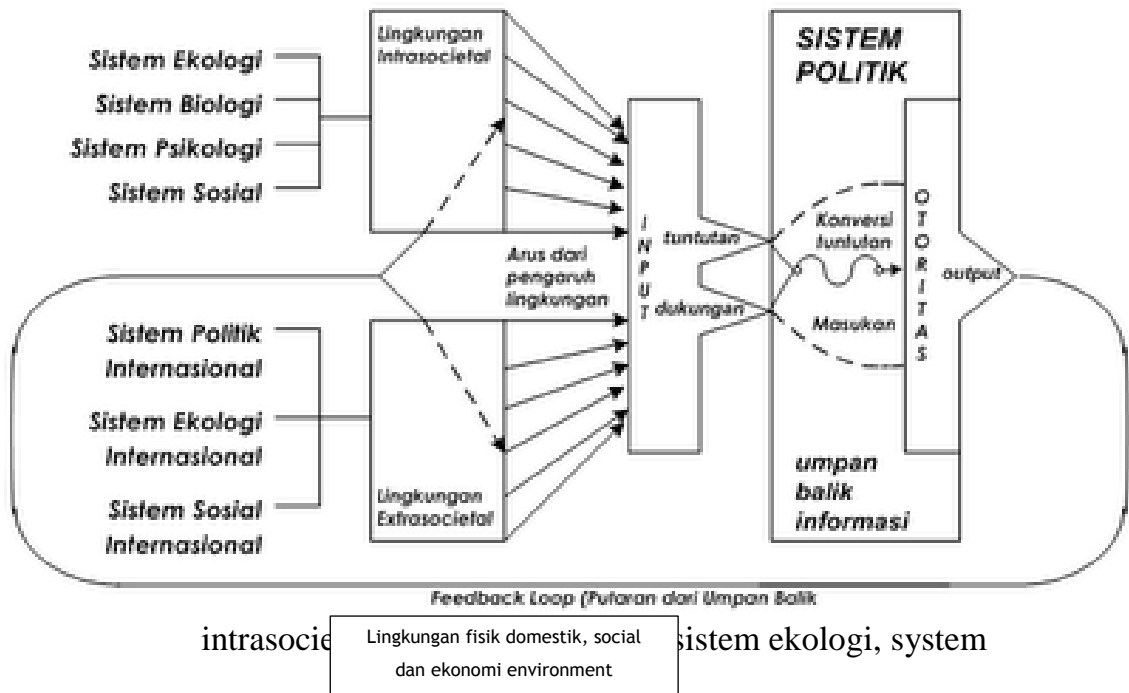 Sistem Ekologi
Sistem Biologi
Sistem Psikologi
Sistem Sosial
Lingkungan
Intrasocietal
Arus dari
pengaruh
lingkungan
Sistem Politik
Internasional
Sistem Ekologi
Internasional
Sistem Sosial
Internasional
Lingkungan
Extrasocietal
INPUT
tuntutan
dukungan
SISTEM
POLITIK
Konversi
tuntutan
Masukan
OTORITAS
output
umpan
balik
informasi
Feedback Loop (Putaran dari Umpan Balik
sistem ekologi, system
Lingkungan fisik domestik, social
dan ekonomi environment